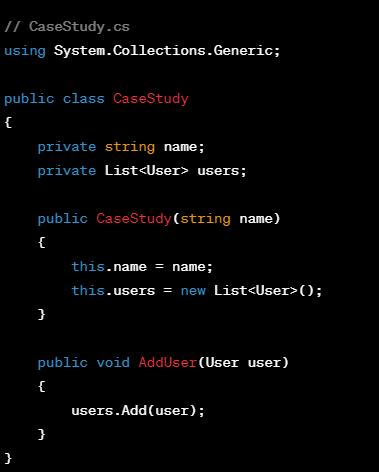 // CaseStudy.cs
using System.Collections.Generic;

public class CaseStudy
{
    private string name;
    private List<User> users;

    public CaseStudy(string name)
    {
        this.name = name;
        this.users = new List<User>();
    }

    public void AddUser(User user)
    {
        users.Add(user);
    }
}